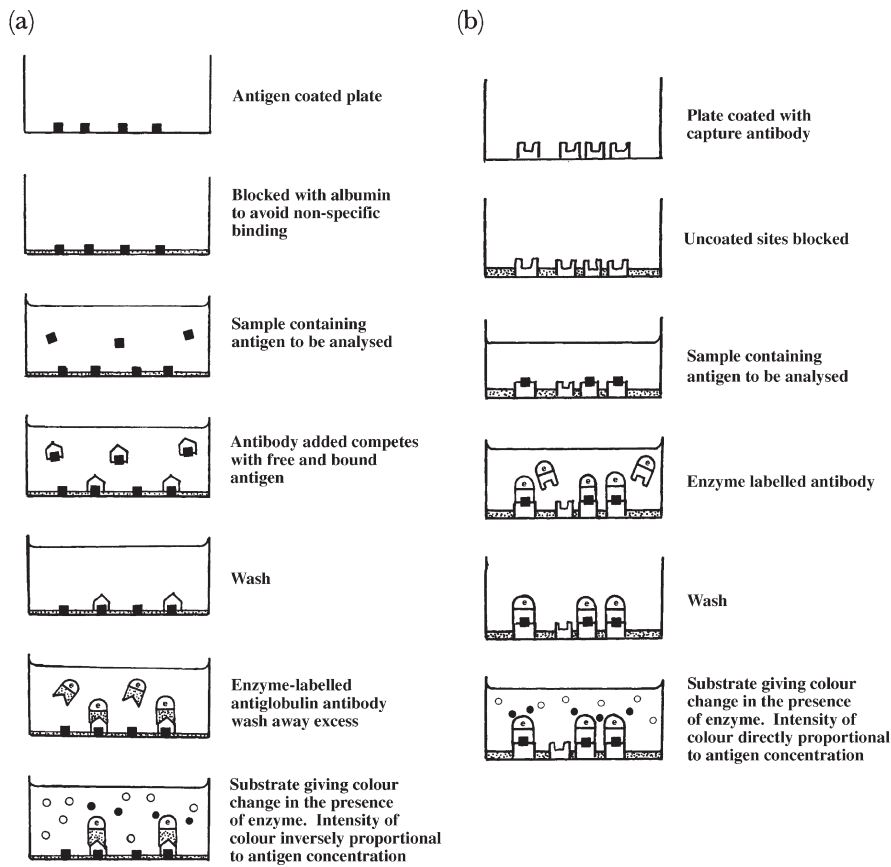 (a)
Antigen coated plate
Blocked with albumin
to avoid non-specific
binding
Sample containing
antigen to be analysed
Antibody added competes
with free and bound
antigen
Wash
e
e
e
e
Enzyme-labelled
antiglobulin antibody
wash away excess
e
e
Substrate giving colour
change in the presence
of enzyme. Intensity of
colour inversely proportional
to antigen concentration
(b)
Plate coated with
capture antibody
Uncoated sites blocked
Sample containing
antigen to be analysed
e
e
e
e
e
Enzyme labelled antibody
e
e
e
Wash
e
e
e
Substrate giving colour
change in the presence
of enzyme. Intensity of
colour directly proportional
to antigen concentration